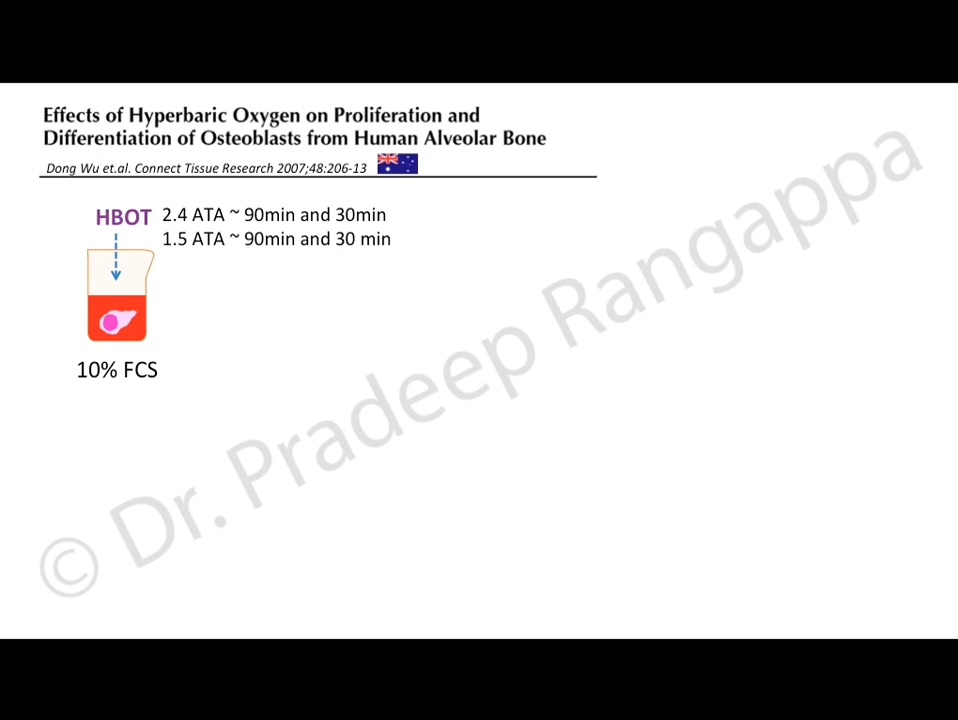 Effects of Hyperbaric Oxygen on Proliferation and
Differentiation of Osteoblasts from Human Alveolar Bone
Dong Wu et.al. Connect Tissue Research 2007;48:206-13
HBOT 2.4 ATA ~ 90min and 30min
1.5 ATA ~ 90min and 30 min
10% FCS
© Dr. Pradeep Rangappa